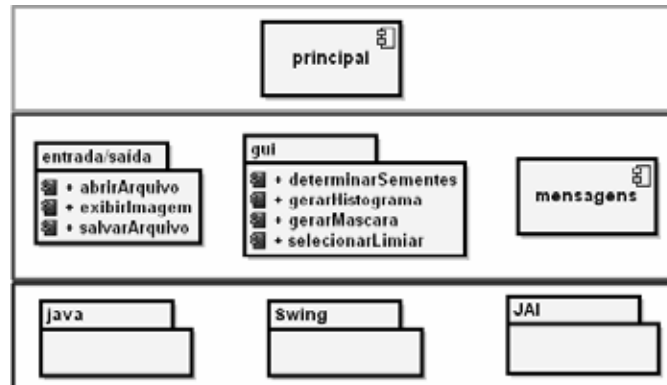 principal
entrada/saída
+ abrirArquivo
+ exibirImagem
+ salvarArquivo
gui
+ determinarSementes
+ gerarHistograma
+ gerarMascara
+ selecionarLimiar
mensagens
java
Swing
JAI